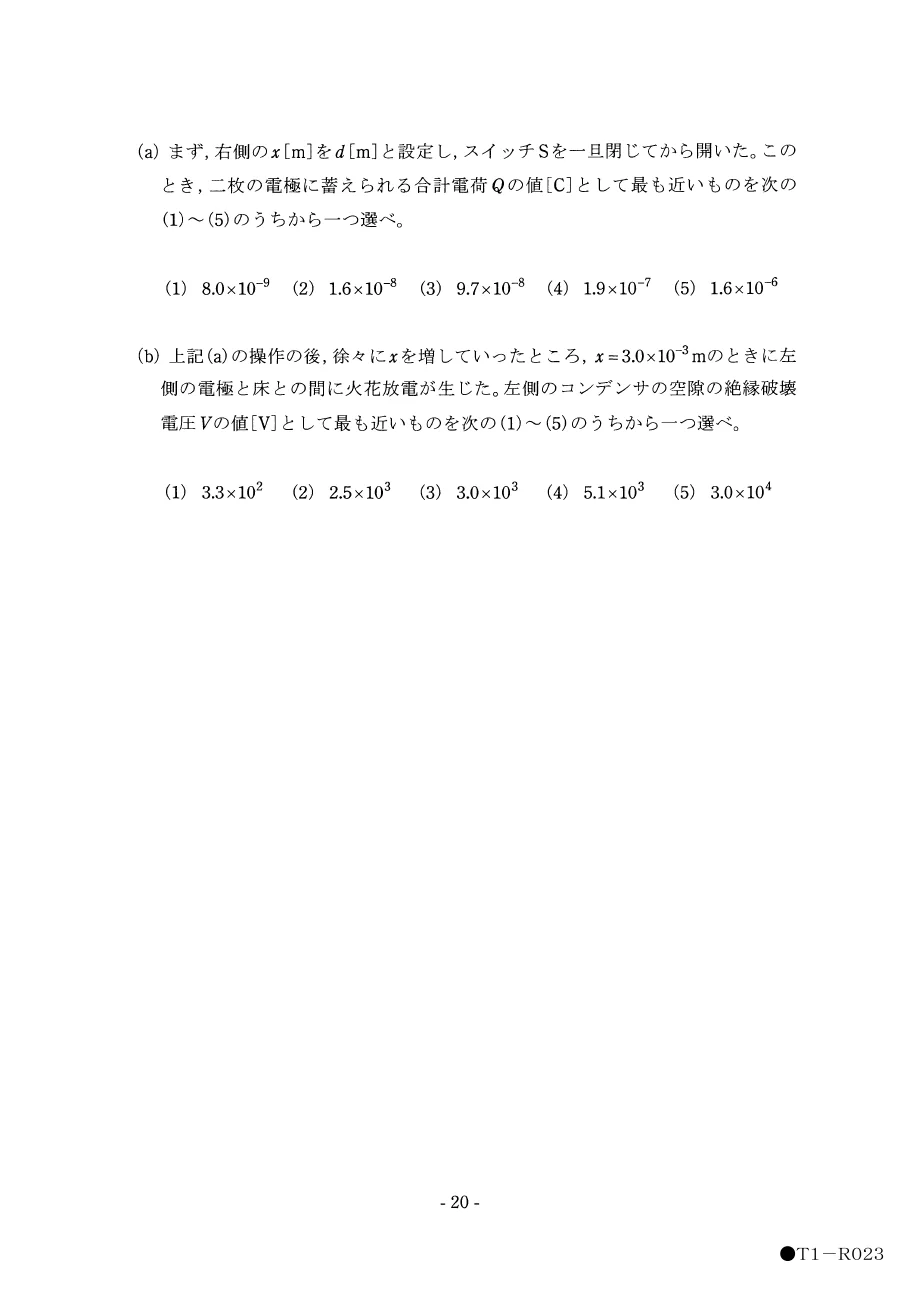 (a) まず，右側のx[m]をd[m]と設定し，スイッチSを一旦閉じてから開いた。この
とき，二枚の電極に蓄えられる合計電荷Qの値[C]として最も近いものを次の
(1)～(5)のうちから一つ選べ。
(1) 8.0×10⁻⁹ (2) 1.6×10⁻⁸ (3) 9.7×10⁻⁸ (4) 1.9×10⁻⁷ (5) 1.6×10⁻⁶
(b) 上記(a)の操作の後，徐々にxを増していったところ，x=3.0×10⁻³mのときに左
側の電極と床との間に火花放電が生じた。左側のコンデンサの空隙の絶縁破壊
電圧Vの値[V]として最も近いものを次の(1)～(5)のうちから一つ選べ。
(1) 3.3×10² (2) 2.5×10³ (3) 3.0×10³ (4) 5.1×10³ (5) 3.0×10⁴
- 20 -
●T1－R023